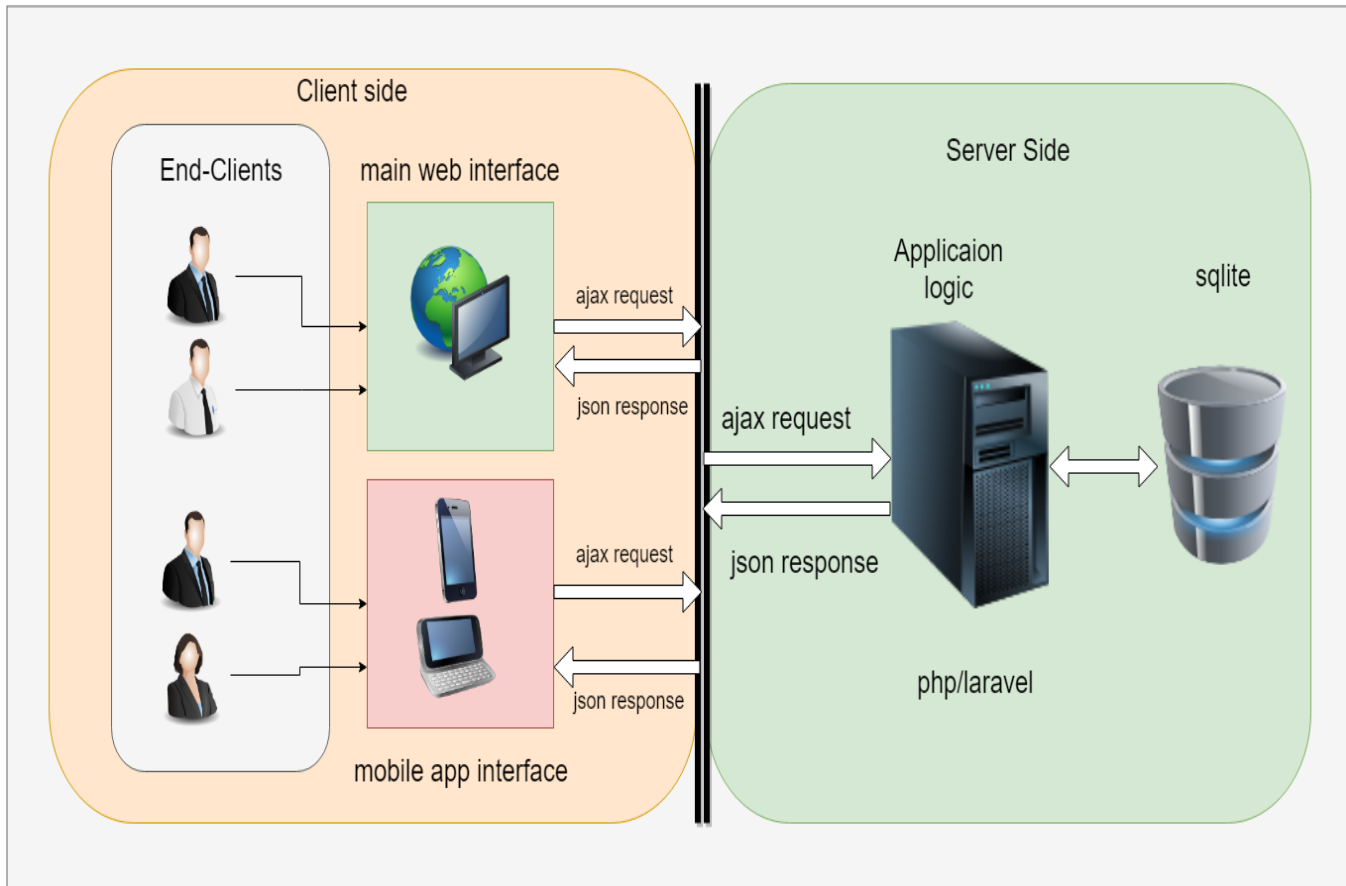 Client side
End-Clients
main web interface
ajax request
json response
ajax request
json response
mobile app interface
Server Side
Applicaion
logic
sqlite
ajax request
json response
php/laravel